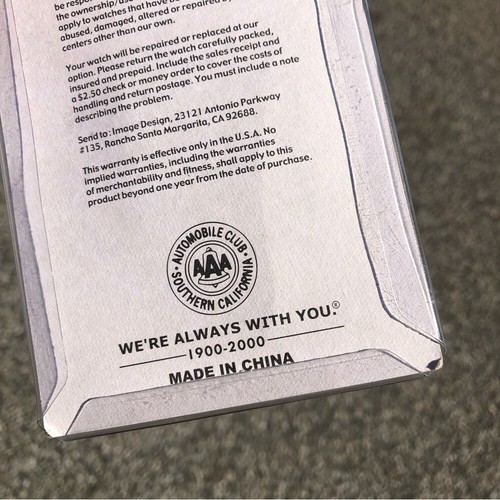 be
the ownership/
apply to watches that have
abused, damaged, altered or repaired by
centers other than our own.
Your watch will be repaired or replaced at our
option. Please return the watch carefully packed,
insured and prepaid. Include the sales receipt and
a $2.50 check or money order to cover the costs of
handling and return postage. You must include a note
describing the problem.
Send to: Image Design, 23121 Antonio Parkway
#135, Rancho Santa Margarita, CA 92688.
This warranty is effective only in the U.S.A. No
implied warranties, including the warranties
of merchantability and fitness, shall apply to this
product beyond one year from the date of purchase.
• AUTOMOBILE CLUB •
AAA
SOUTHERN CALIFORNIA
WE'RE ALWAYS WITH YOU.®
1900-2000
MADE IN CHINA